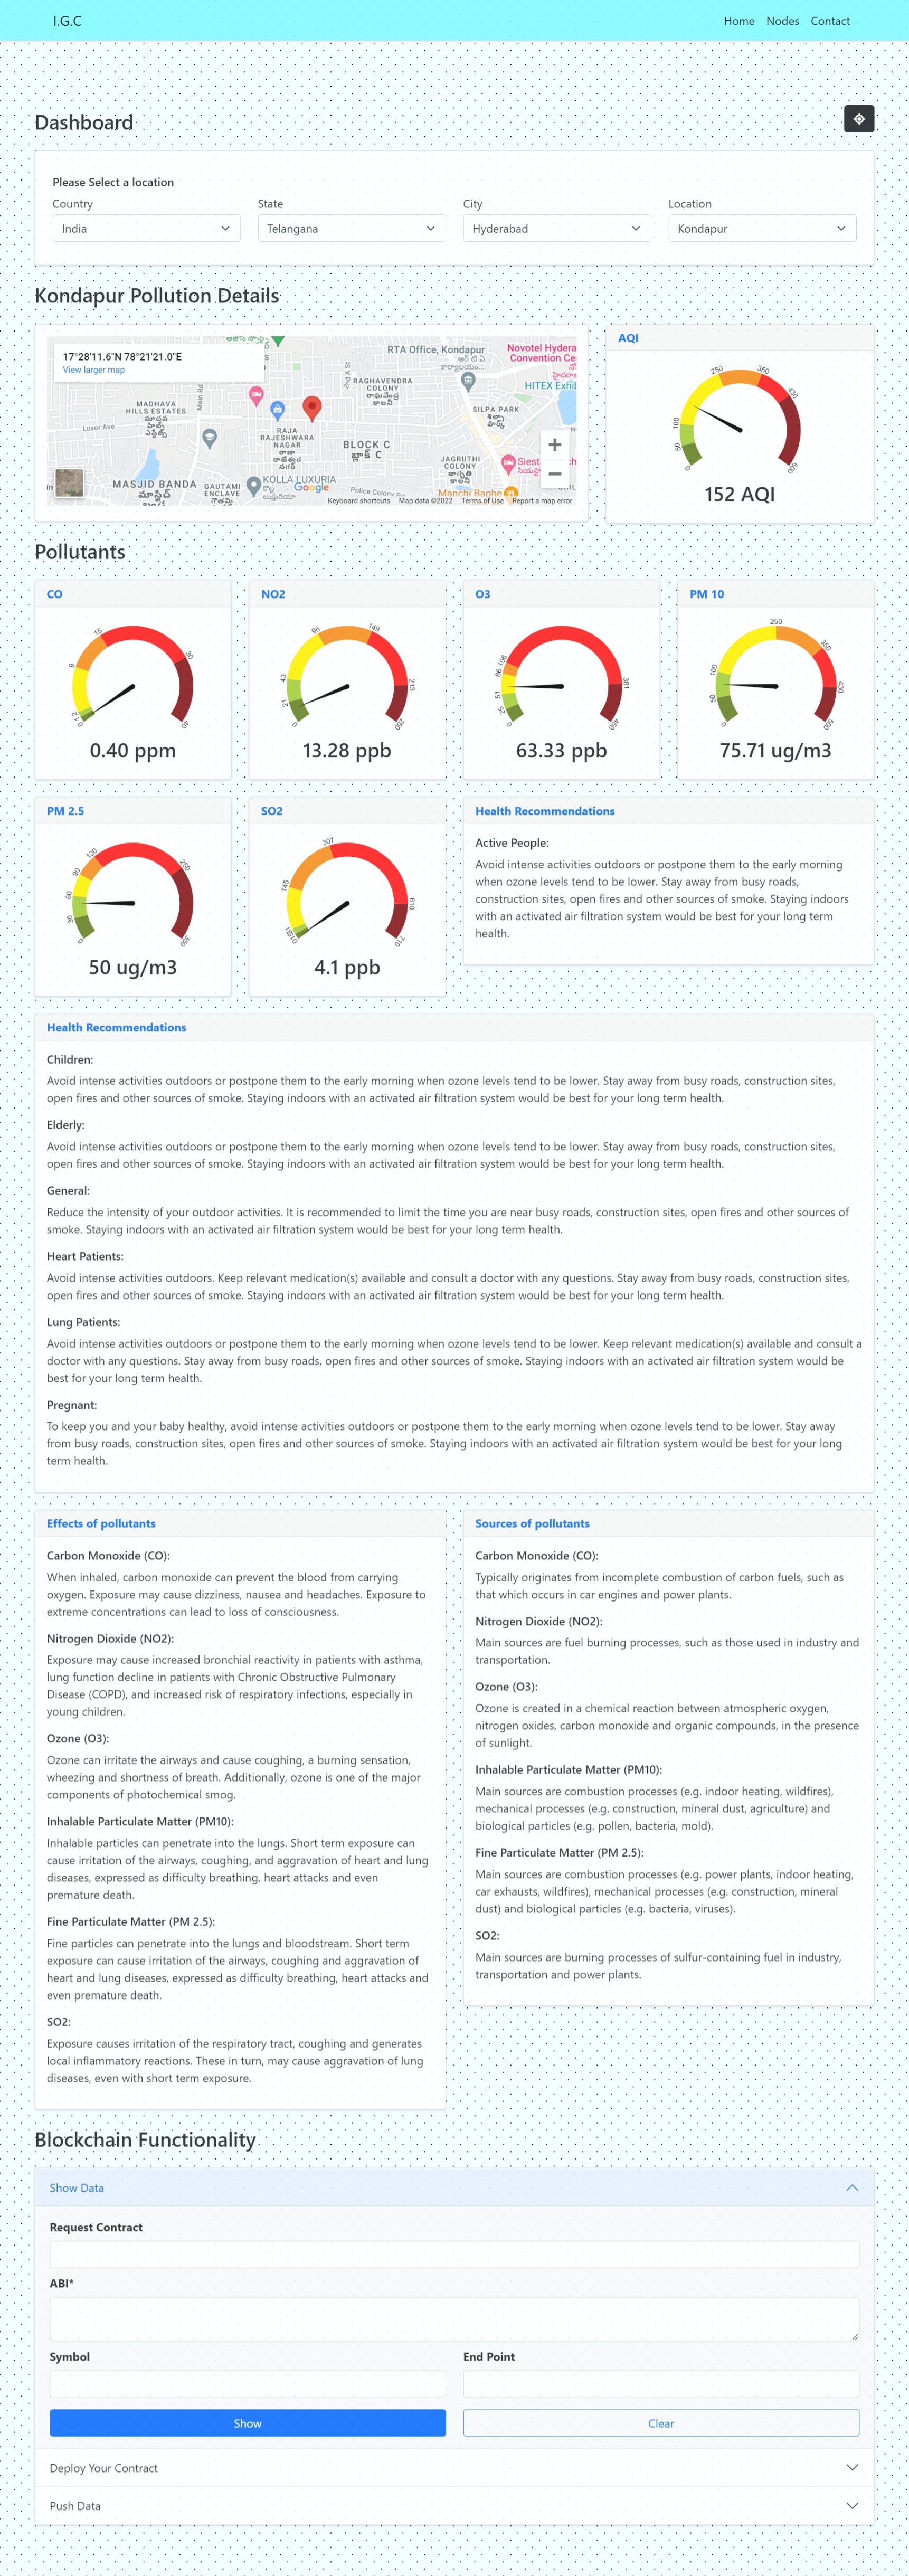 I.G.C
Home Nodes Contact
Dashboard
Please Select a location
Country State City Location
India Telangana Hyderabad Kondapur
Kondapur Pollution Details
17°28'11.6"N 78°21'21.0"E
View larger map
RTA Office, Kondapur
Novotel Hydera
Convention Ce
HITEX Exhib
RAGHAVENDRA
COLONY
రాఘవేంద్ర
కాలనీ
2nd A St
Main Rd
MADHAVA
HILLS ESTATES
మాధవ
హిల్స్
ఎస్టేట్స్
Luxor Ave
SILPA PARK
RAJA
RAJESHWARA
NAGAR
రాజా
రాజేశ్వర
నగర్
BLOCK C
బ్లాక్ C
JAGRUTHI
COLONY
జాగృతి
కాలనీ
MASJID BANDA
GAUTAMI
ENCLAVE
గౌతమి
KOLLA LUXURIA
Google
Police Colony
Keyboard shortcuts Map data ©2022 Terms of Use Report a map error
AQI
0 50 100 250 350 430 600
152 AQI
Pollutants
CO
9 15 30 40
0.40 ppm
NO2
0 21 43 96 149 213 250
13.28 ppb
O3
0 25 51 86 106 381 450
63.33 ppb
PM 10
0 50 100 250 350 430 500
75.71 ug/m3
PM 2.5
0 30 60 90 120 250 350
50 ug/m3
SO2
145 307 610 710
4.1 ppb
Health Recommendations
Active People:
Avoid intense activities outdoors or postpone them to the early morning
when ozone levels tend to be lower. Stay away from busy roads,
construction sites, open fires and other sources of smoke. Staying indoors
with an activated air filtration system would be best for your long term
health.
Health Recommendations
Children:
Avoid intense activities outdoors or postpone them to the early morning when ozone levels tend to be lower. Stay away from busy roads, construction sites,
open fires and other sources of smoke. Staying indoors with an activated air filtration system would be best for your long term health.
Elderly:
Avoid intense activities outdoors or postpone them to the early morning when ozone levels tend to be lower. Stay away from busy roads, construction sites,
open fires and other sources of smoke. Staying indoors with an activated air filtration system would be best for your long term health.
General:
Reduce the intensity of your outdoor activities. It is recommended to limit the time you are near busy roads, construction sites, open fires and other sources of
smoke. Staying indoors with an activated air filtration system would be best for your long term health.
Heart Patients:
Avoid intense activities outdoors. Keep relevant medication(s) available and consult a doctor with any questions. Stay away from busy roads, construction sites,
open fires and other sources of smoke. Staying indoors with an activated air filtration system would be best for your long term health.
Lung Patients:
Avoid intense activities outdoors or postpone them to the early morning when ozone levels tend to be lower. Keep relevant medication(s) available and consult a
doctor with any questions. Stay away from busy roads, open fires and other sources of smoke. Staying indoors with an activated air filtration system would be
best for your long term health.
Pregnant:
To keep you and your baby healthy, avoid intense activities outdoors or postpone them to the early morning when ozone levels tend to be lower. Stay away
from busy roads, construction sites, open fires and other sources of smoke. Staying indoors with an activated air filtration system would be best for your long
term health.
Effects of pollutants
Carbon Monoxide (CO):
When inhaled, carbon monoxide can prevent the blood from carrying
oxygen. Exposure may cause dizziness, nausea and headaches. Exposure to
extreme concentrations can lead to loss of consciousness.
Nitrogen Dioxide (NO2):
Exposure may cause increased bronchial reactivity in patients with asthma,
lung function decline in patients with Chronic Obstructive Pulmonary
Disease (COPD), and increased risk of respiratory infections, especially in
young children.
Ozone (O3):
Ozone can irritate the airways and cause coughing, a burning sensation,
wheezing and shortness of breath. Additionally, ozone is one of the major
components of photochemical smog.
Inhalable Particulate Matter (PM10):
Inhalable particles can penetrate into the lungs. Short term exposure can
cause irritation of the airways, coughing, and aggravation of heart and lung
diseases, expressed as difficulty breathing, heart attacks and even
premature death.
Fine Particulate Matter (PM 2.5):
Fine particles can penetrate into the lungs and bloodstream. Short term
exposure can cause irritation of the airways, coughing and aggravation of
heart and lung diseases, expressed as difficulty breathing, heart attacks and
even premature death.
SO2:
Exposure causes irritation of the respiratory tract, coughing and generates
local inflammatory reactions. These in turn, may cause aggravation of lung
diseases, even with short term exposure.
Sources of pollutants
Carbon Monoxide (CO):
Typically originates from incomplete combustion of carbon fuels, such as
that which occurs in car engines and power plants.
Nitrogen Dioxide (NO2):
Main sources are fuel burning processes, such as those used in industry and
transportation.
Ozone (O3):
Ozone is created in a chemical reaction between atmospheric oxygen,
nitrogen oxides, carbon monoxide and organic compounds, in the presence
of sunlight.
Inhalable Particulate Matter (PM10):
Main sources are combustion processes (e.g. indoor heating, wildfires),
mechanical processes (e.g. construction, mineral dust, agriculture) and
biological particles (e.g. pollen, bacteria, mold).
Fine Particulate Matter (PM 2.5):
Main sources are combustion processes (e.g. power plants, indoor heating,
car exhausts, wildfires), mechanical processes (e.g. construction, mineral
dust) and biological particles (e.g. bacteria, viruses).
SO2:
Main sources are burning processes of sulfur-containing fuel in industry,
transportation and power plants.
Blockchain Functionality
Show Data
Request Contract
ABI*
Symbol End Point
Show Clear
Deploy Your Contract
Push Data